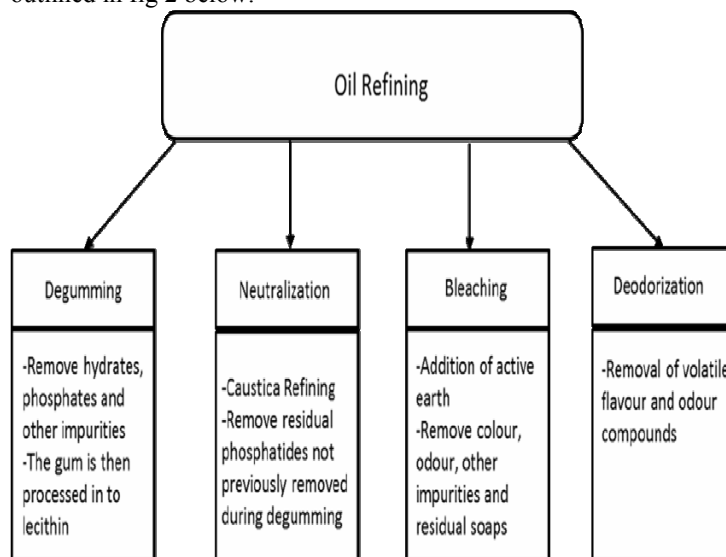 outlined in fig 2 below.
Oil Refining
Degumming
-Remove hydrates,
phosphates and
other impurities
-The gum is then
processed in to
lecithin
Neutralization
-Caustica Refining
-Remove residual
phosphatides not
previously removed
during degumming
Bleaching
-Addition of active
earth
-Remove colour,
odour, other
impurities and
residual soaps
Deodorization
-Removal of volatile
flavour and odour
compounds